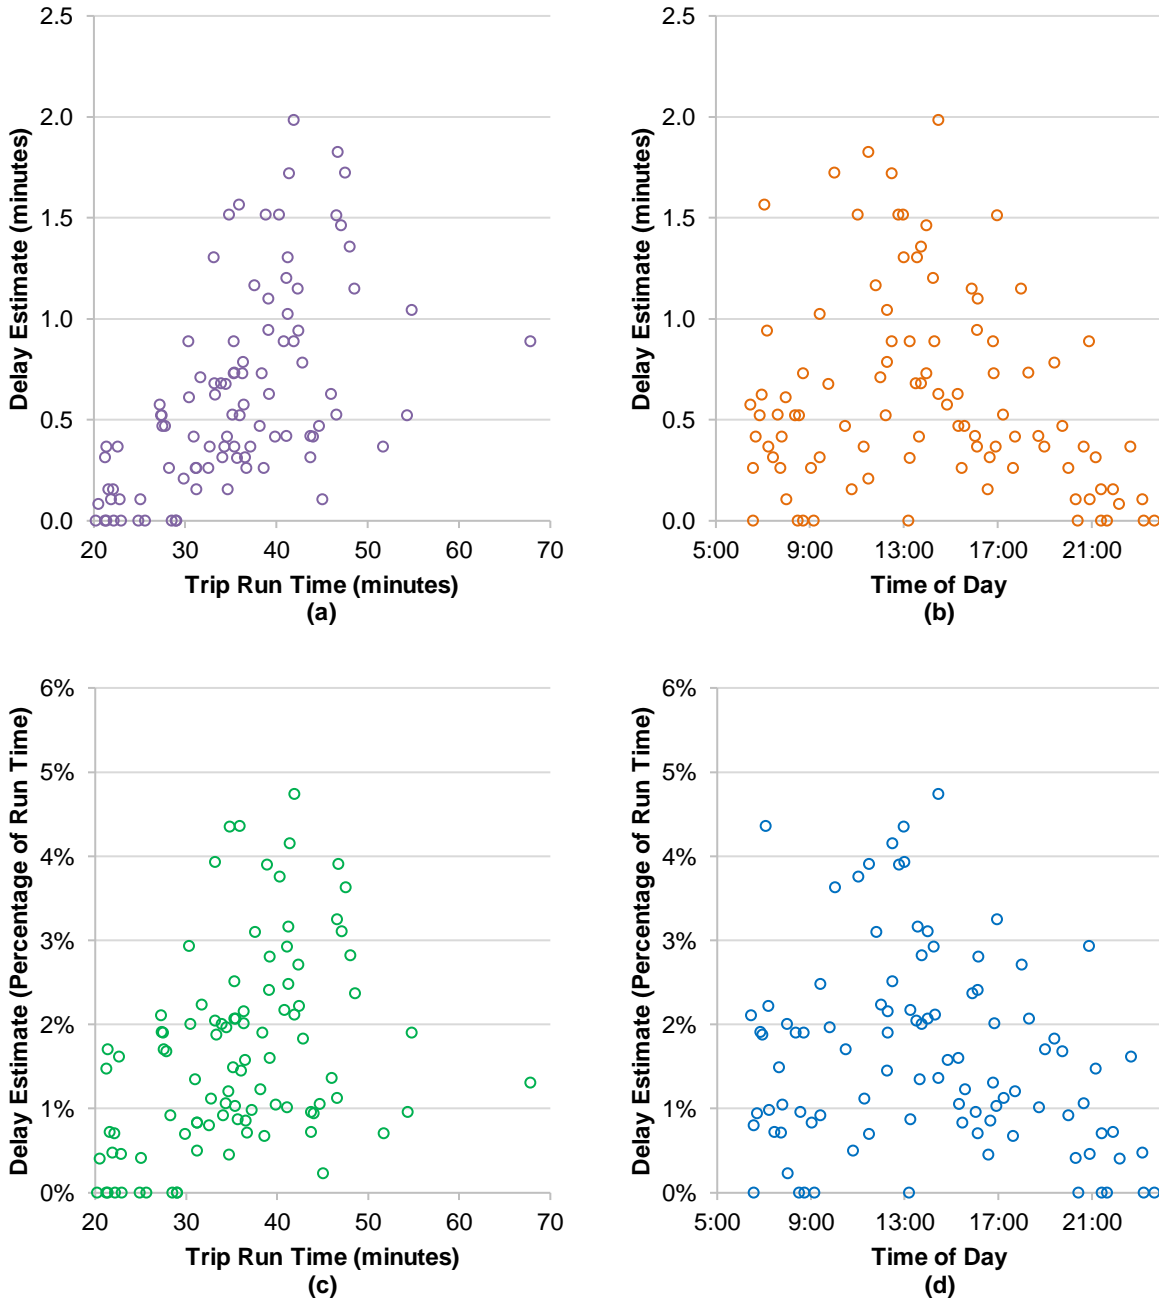 2.5
2.0
1.5
1.0
0.5
0.0
Delay Estimate (minutes)
20 30 40 50 60 70
Trip Run Time (minutes)
(a)
2.5
2.0
1.5
1.0
0.5
0.0
Delay Estimate (minutes)
5:00 9:00 13:00 17:00 21:00
Time of Day
(b)
6%
5%
4%
3%
2%
1%
0%
Delay Estimate (Percentage of Run Time)
20 30 40 50 60 70
Trip Run Time (minutes)
(c)
6%
5%
4%
3%
2%
1%
0%
Delay Estimate (Percentage of Run Time)
5:00 9:00 13:00 17:00 21:00
Time of Day
(d)